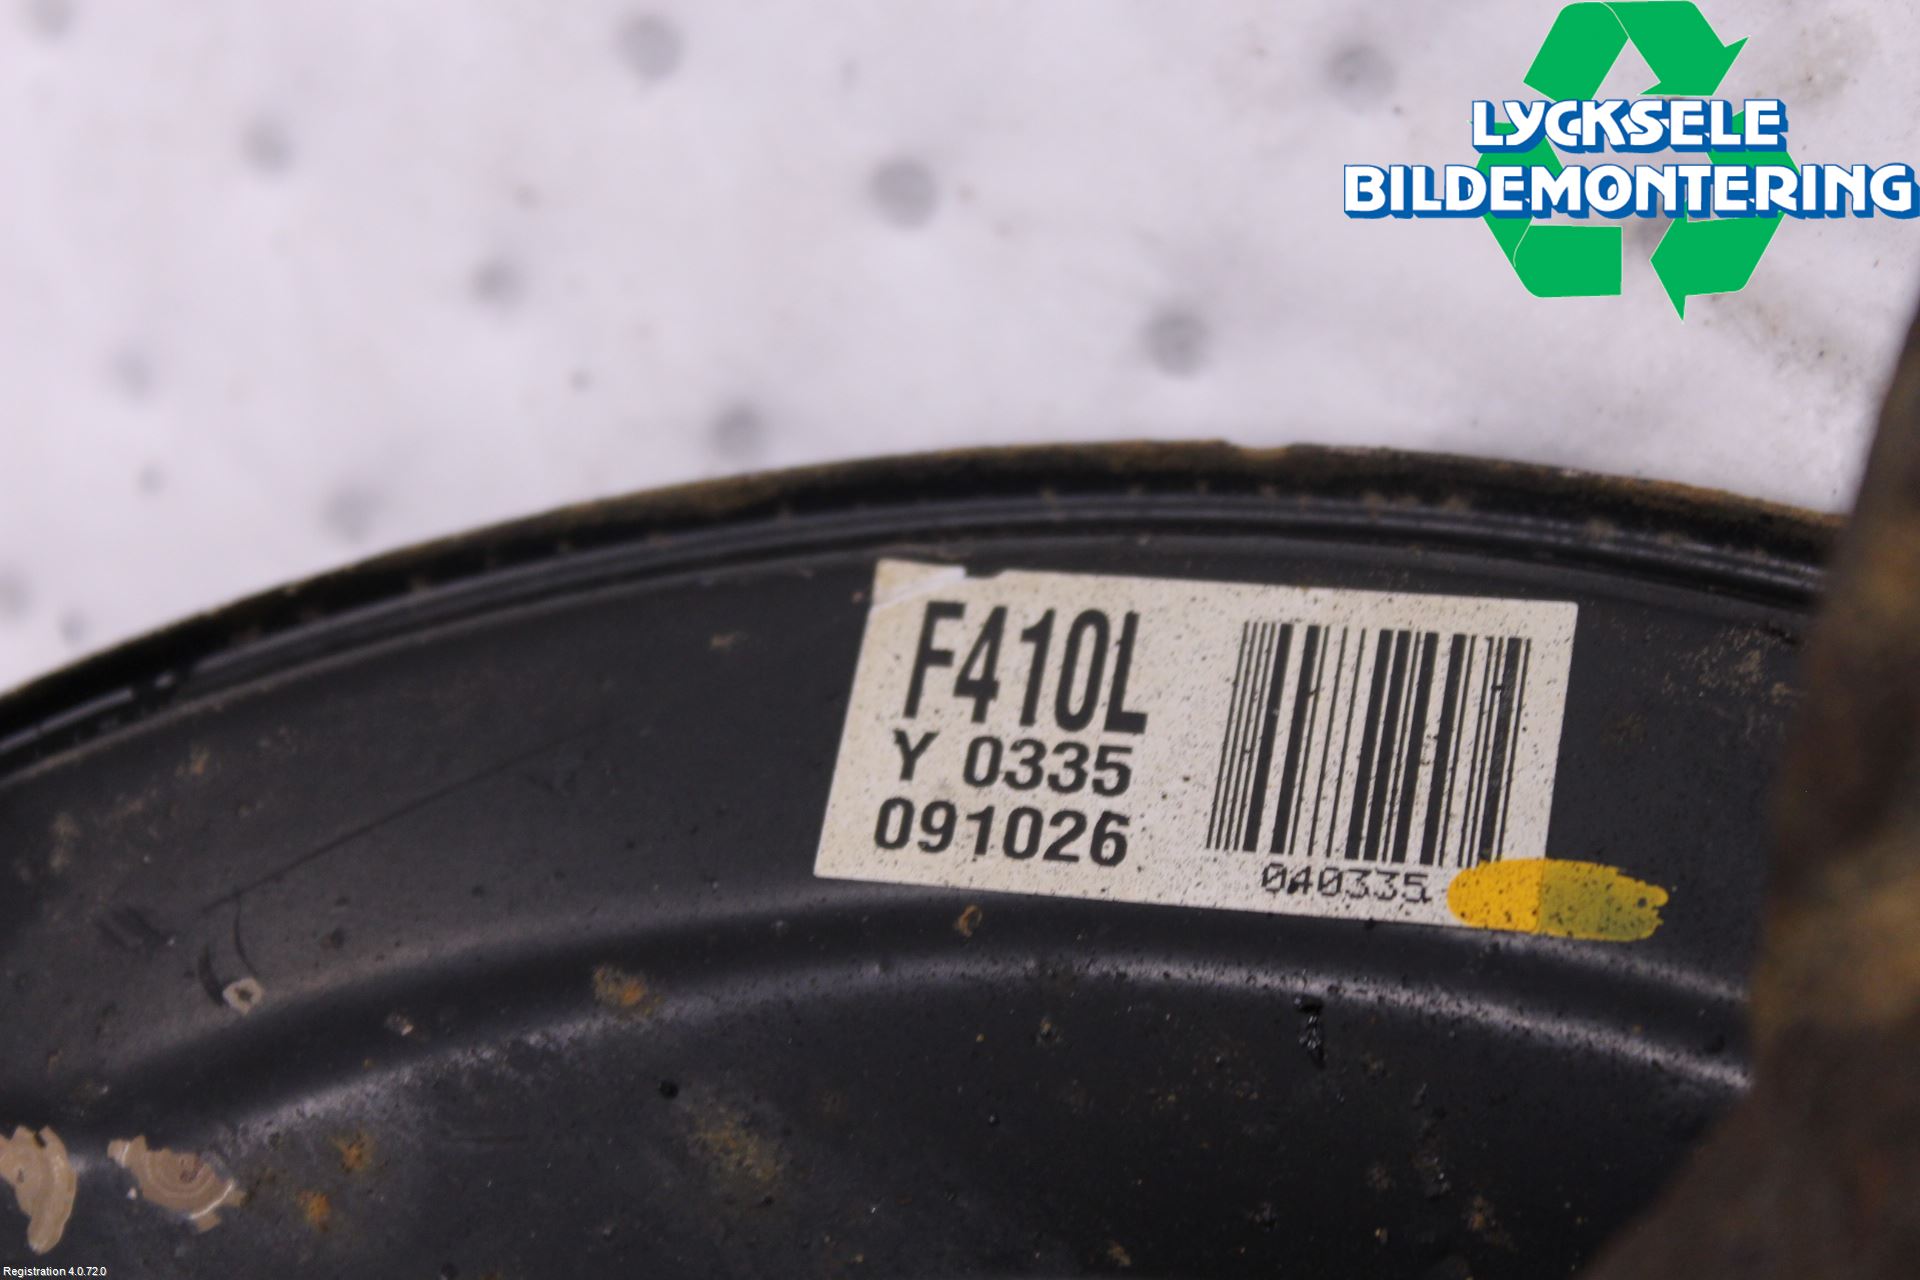 LYCKSELE
BILDEMONTERING
F410L
Y 0335
091026
040335
Registration 4.0.72.0